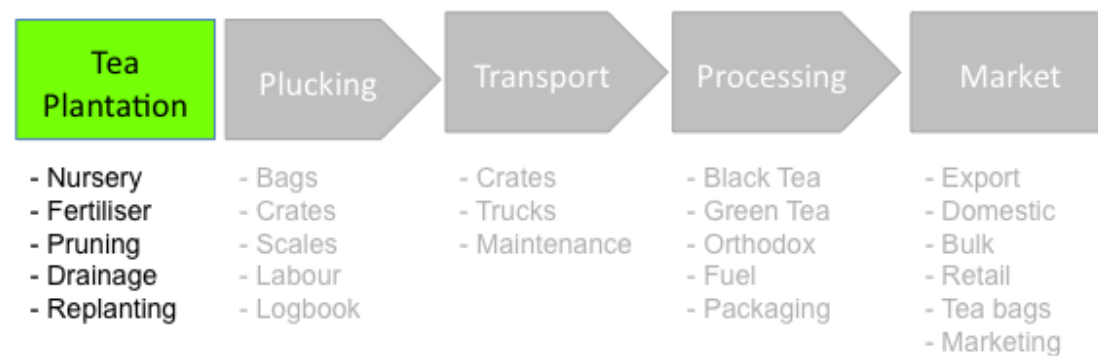 Tea
Plantation
Plucking
Transport
Processing
Market
- Nursery
- Fertiliser
- Pruning
- Drainage
- Replanting
- Bags
- Crates
- Scales
- Labour
- Logbook
- Crates
- Trucks
- Maintenance
- Black Tea
- Green Tea
- Orthodox
- Fuel
- Packaging
- Export
- Domestic
- Bulk
- Retail
- Tea bags
- Marketing